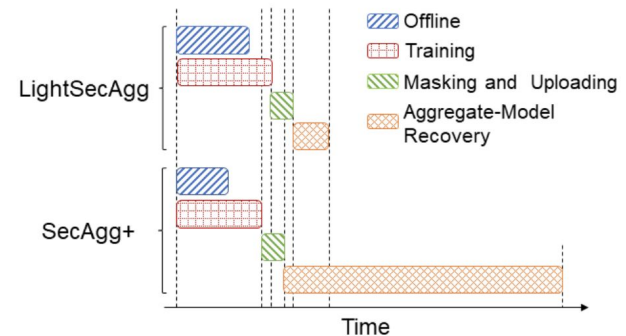 Offline
Training
LightSecAgg
Masking and Uploading
Aggregate-Model
Recovery
SecAgg+
Time